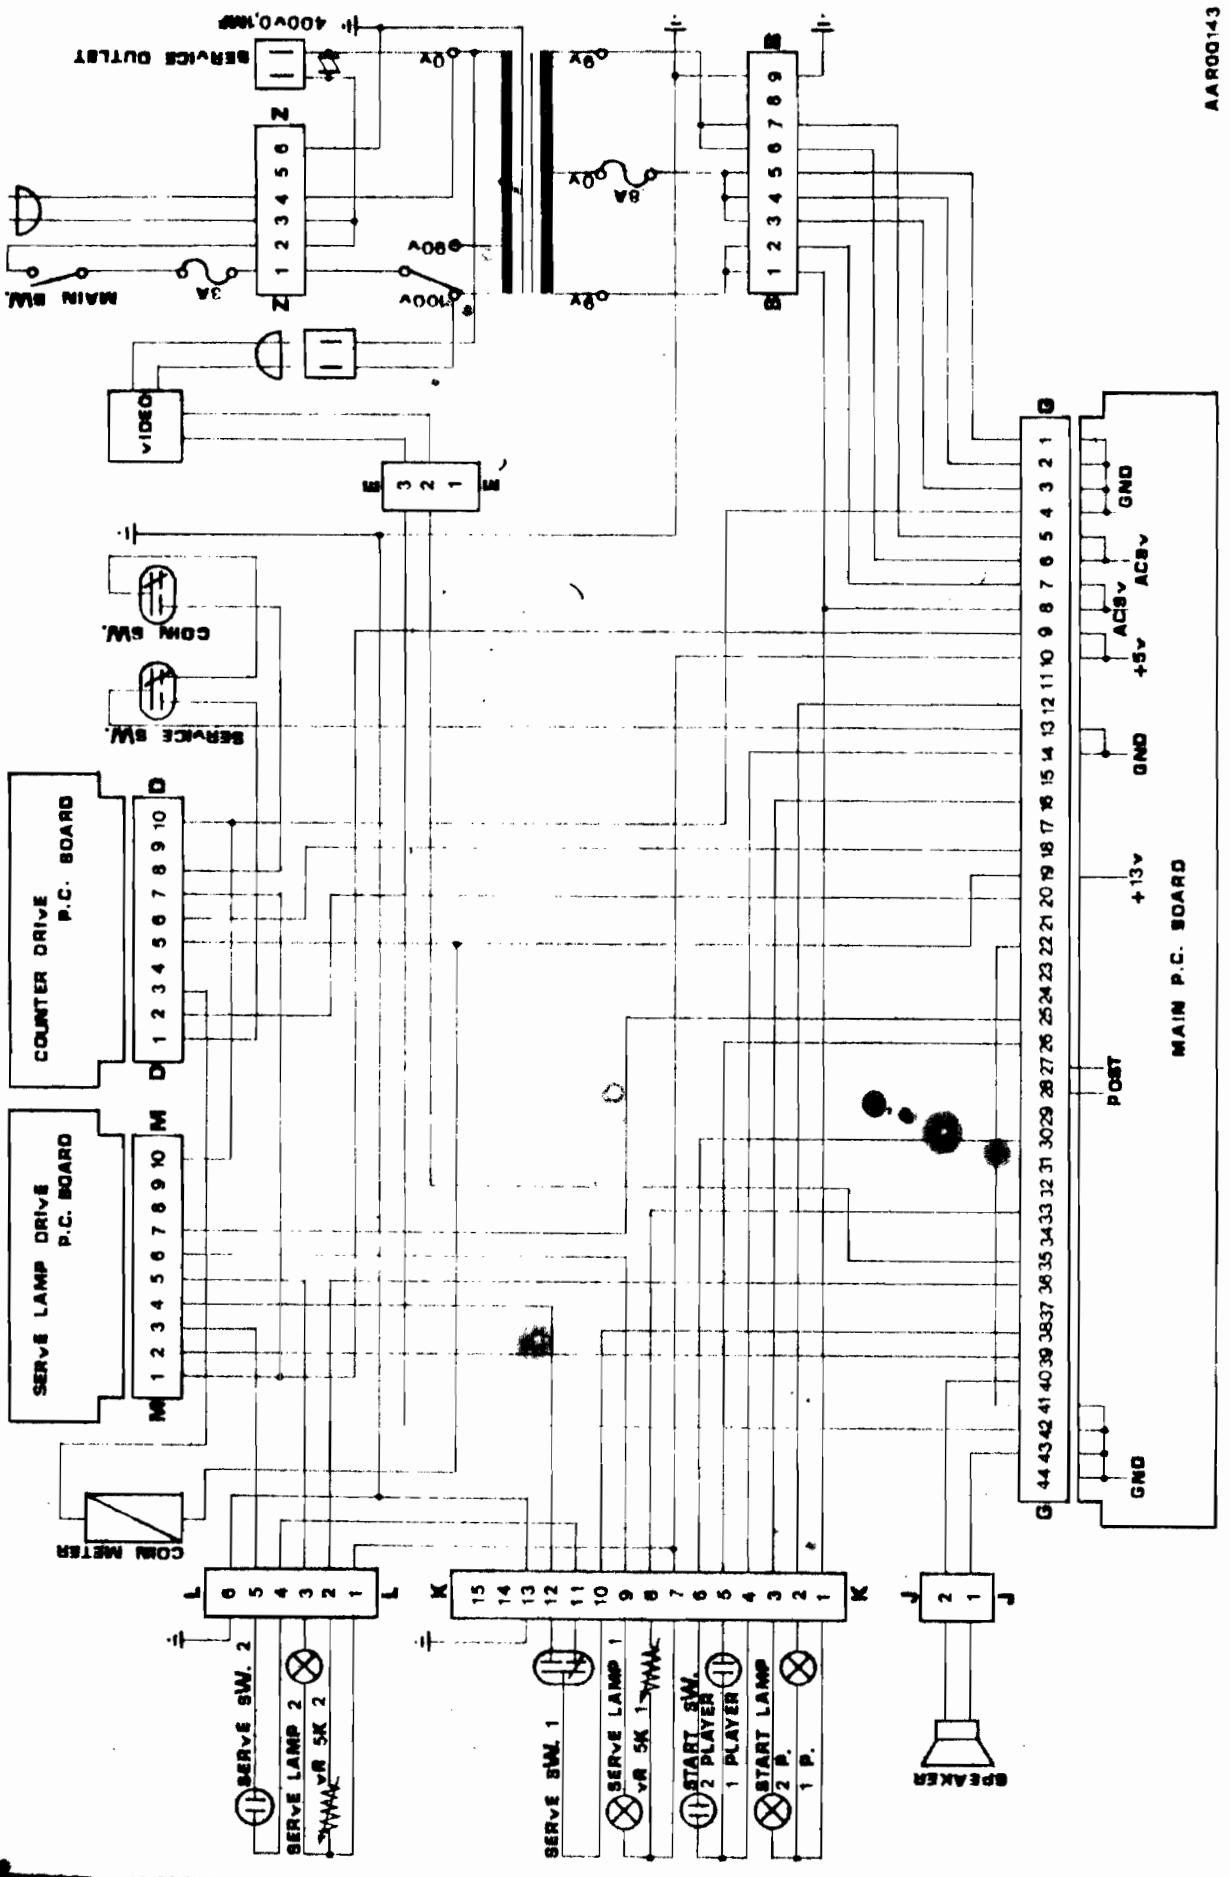 AAR00143
400v0,1MF
SERVICE OUTLET
Z
6 5 4 3 2 1
Z
MAIN SW.
3A
0v
90v
100v
9v
0v
8A
9v
S
9 8 7 6 5 4 3 2 1
S
VIDEO
E
3 2 1
E
COIN SW.
SERVICE SW.
COUNTER DRIVE
P.C. BOARD
D
10 9 8 7 6 5 4 3 2 1
D
SERVE LAMP DRIVE
P.C. BOARD
M
10 9 8 7 6 5 4 3 2 1
M
COIN METER
L
6 5 4 3 2 1
L
SERVE SW. 2
SERVE LAMP 2
VR 5K 2
K
15 14 13 12 11 10 9 8 7 6 5 4 3 2 1
K
SERVE SW. 1
SERVE LAMP 1
VR 5K 1
START SW.
2 PLAYER
1 PLAYER
START LAMP
2 P.
1 P.
J
2 1
J
SPEAKER
G
1 2 3 4 5 6 7 8 9 10 11 12 13 14 15 16 17 18 19 20 21 22 23 24 25 26 27 28 29 30 31 32 33 34 35 36 37 38 39 40 41 42 43 44
G
GND
AC9v
AC9v
+5v
GND
+13v
POST
GND
MAIN P.C. BOARD